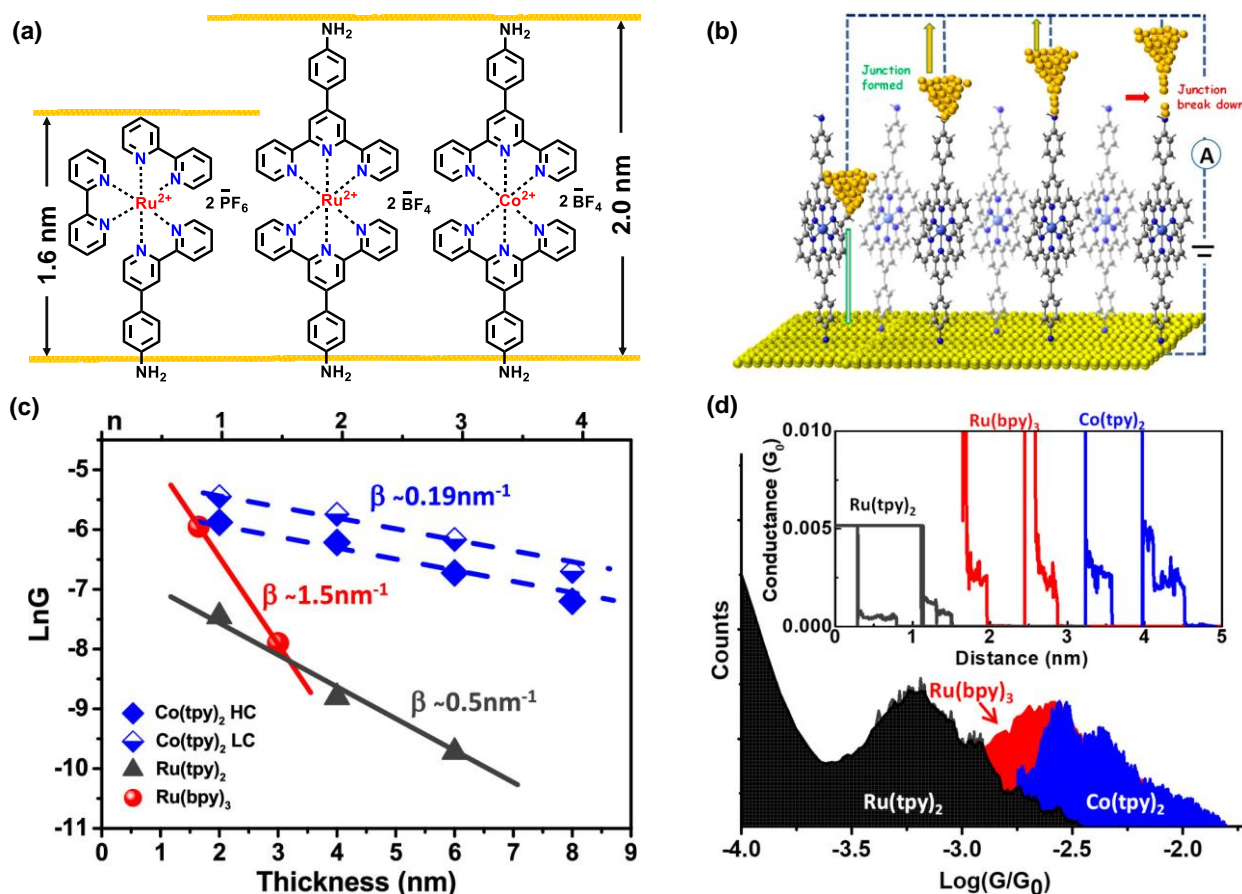 (a)
NH2
NH2
N
N
N
N
N
N
Ru2+
2 PF6
–
1.6 nm
NH2
N
N
N
Ru2+
2 BF4
–
N
N
N
NH2
N
N
N
Co2+
2 BF4
–
N
N
N
NH2
2.0 nm
NH2
(b)
Junction
formed
Junction
break down
A
(c)
n
1
2
3
4
LnG
-5
-6
-7
-8
-9
-10
-11
β ~0.19nm-1
β ~1.5nm-1
β ~0.5nm-1
Co(tpy)2 HC
Co(tpy)2 LC
Ru(tpy)2
Ru(bpy)3
0 1 2 3 4 5 6 7 8 9
Thickness (nm)
(d)
Counts
Conductance (G0)
0.010
0.005
0.000
Ru(tpy)2
Ru(bpy)3
Co(tpy)2
0 1 2 3 4 5
Distance (nm)
Ru(bpy)3
Ru(tpy)2
Co(tpy)2
-4.0 -3.5 -3.0 -2.5 -2.0
Log(G/G0)